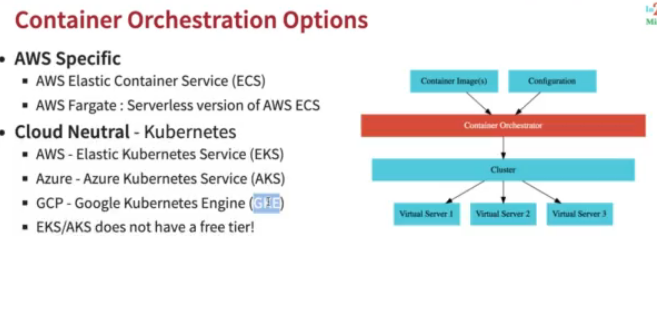 Container Orchestration Options
AWS Specific
AWS Elastic Container Service (ECS)
AWS Fargate : Serverless version of AWS ECS
Cloud Neutral - Kubernetes
AWS - Elastic Kubernetes Service (EKS)
Azure - Azure Kubernetes Service (AKS)
GCP - Google Kubernetes Engine (GKE)
EKS/AKS does not have a free tier!
Container Image(s)
Configuration
Container Orchestrator
Cluster
Virtual Server 1
Virtual Server 2
Virtual Server 3